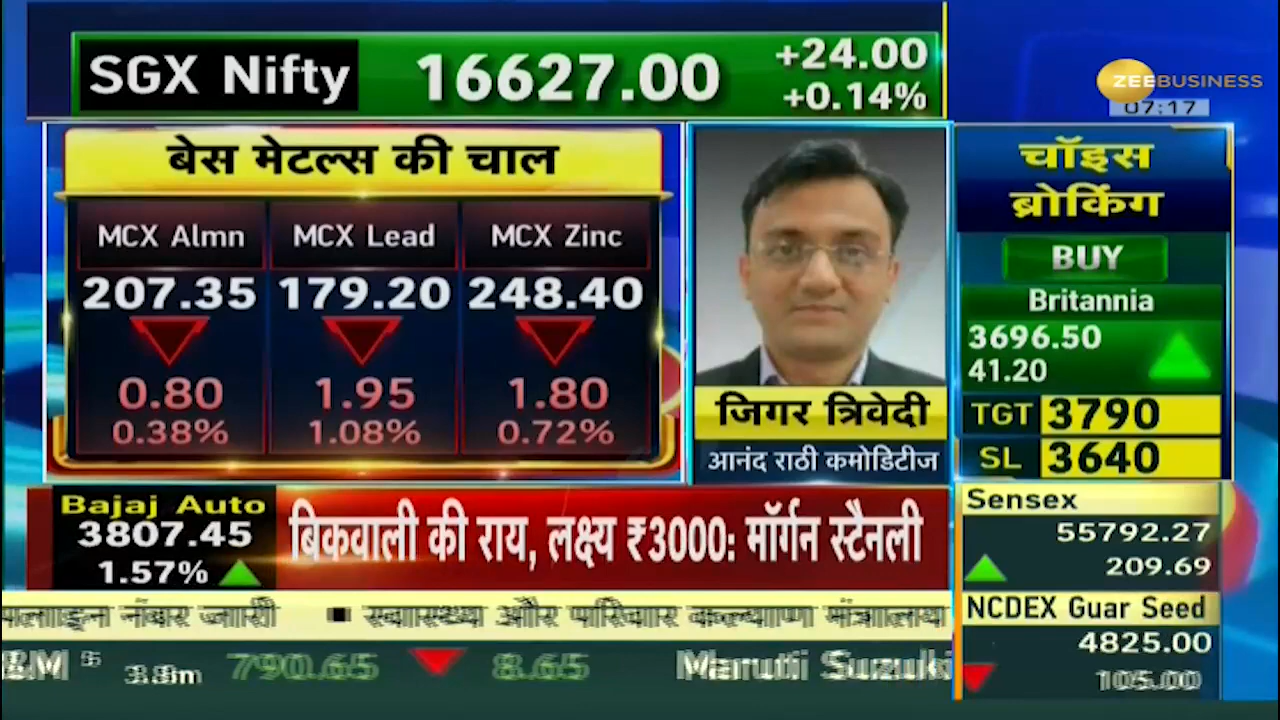 SGX Nifty 16627.00 +24.00
+0.14%
ZEEBUSINESS
07:17
बेस मेटल्स की चाल
MCX Almn MCX Lead MCX Zinc
207.35 179.20 248.40
0.80 1.95 1.80
0.38% 1.08% 0.72%
जिगर त्रिवेदी
आनंद राठी कमोडिटीज
चॉइस
ब्रोकिंग
BUY
Britannia
3696.50
41.20
TGT 3790
SL 3640
Bajaj Auto
3807.45
1.57%
बिकवाली की राय, लक्ष्य ₹3000: मॉर्गन स्टैनली
Sensex
55792.27
209.69
NCDEX Guar Seed
4825.00
105.00
नंबर जारी ■ स्वास्थ्य और परिवार कल्याण मंत्रालय
790.65 8.65 Maruti Suzuki